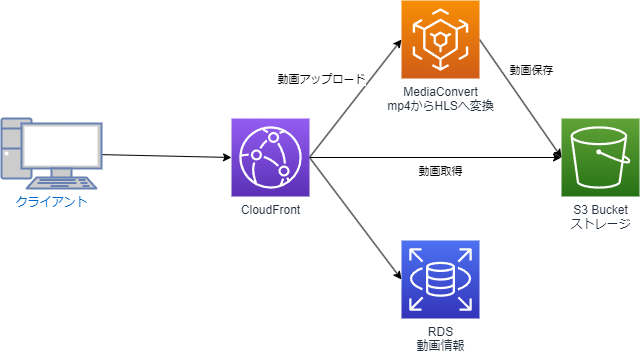 動画アップロード
動画保存
MediaConvert
mp4からHLSへ変換
動画取得
クライアント
CloudFront
S3 Bucket
ストレージ
RDS
動画情報